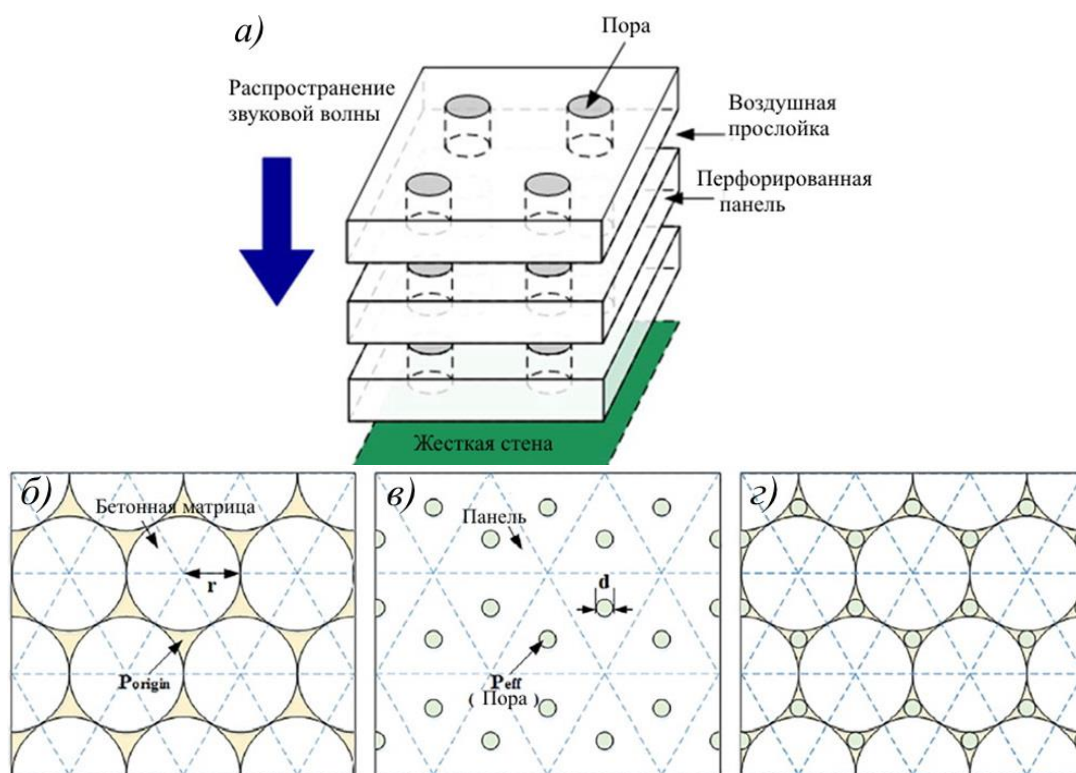 а)
Пора
Распространение
звуковой волны
Воздушная
прослойка
Перфорированная
панель
Жесткая стена
б)
Бетонная матрица
r
Porigin
в)
Панель
d
Peff
( Пора )
г)